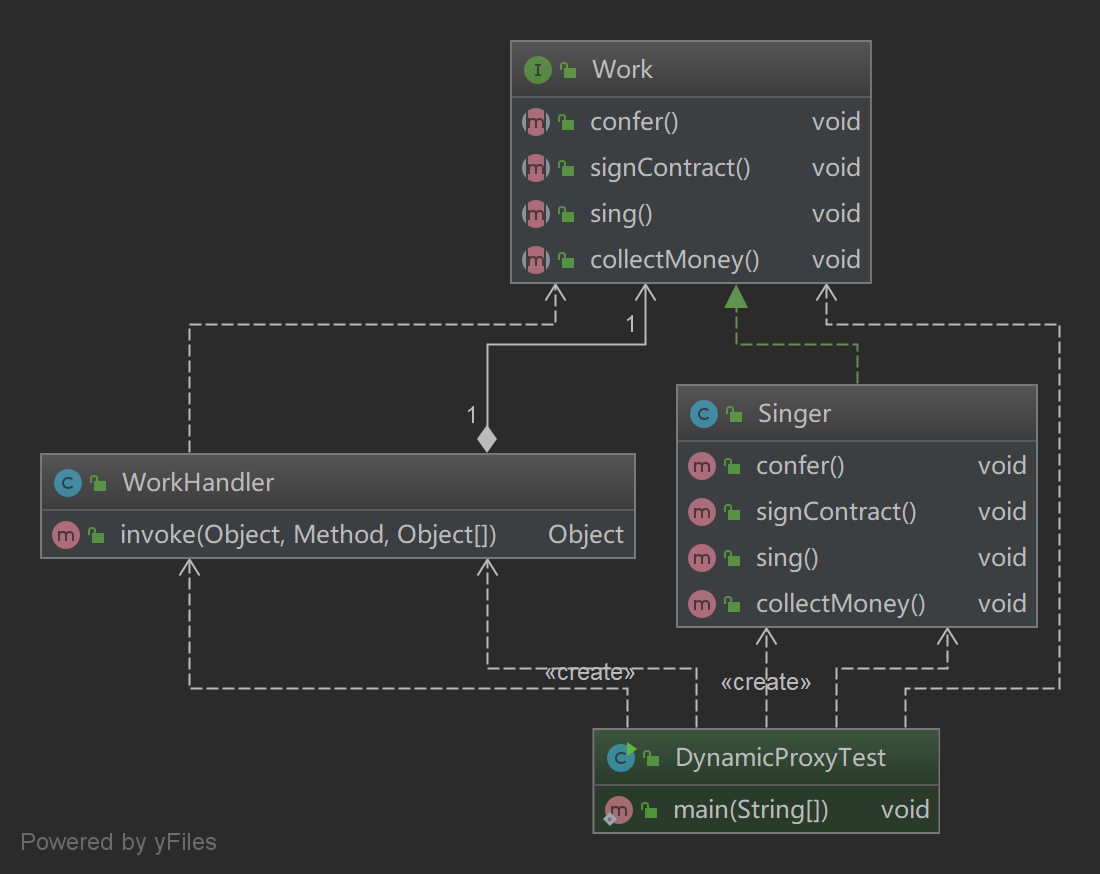 Work
confer() void
signContract() void
sing() void
collectMoney() void
1
1
Singer
confer() void
signContract() void
sing() void
collectMoney() void
WorkHandler
invoke(Object, Method, Object[]) Object
«create»
«create»
DynamicProxyTest
main(String[]) void
Powered by yFiles